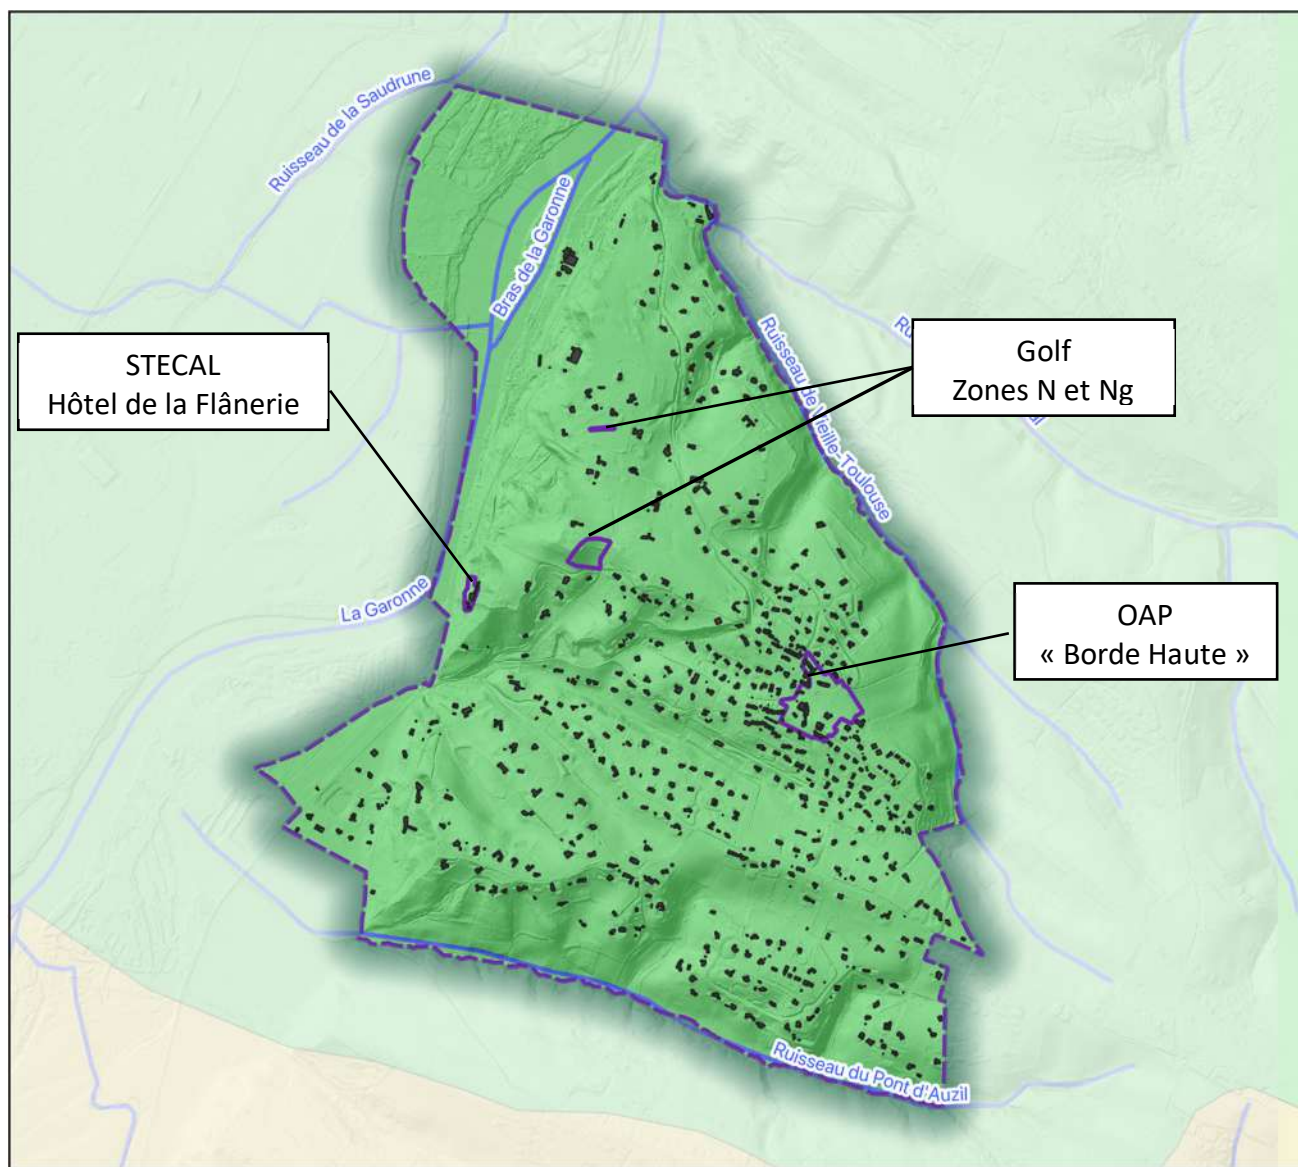 Ruisseau de la Saudrune
Bras de la Garonne
STECAL
Hôtel de la Flânerie
Golf
Zones N et Ng
Ruisseau de Vieille-Toulouse
La Garonne
OAP
« Borde Haute »
Ruisseau du Pont d'Auzil